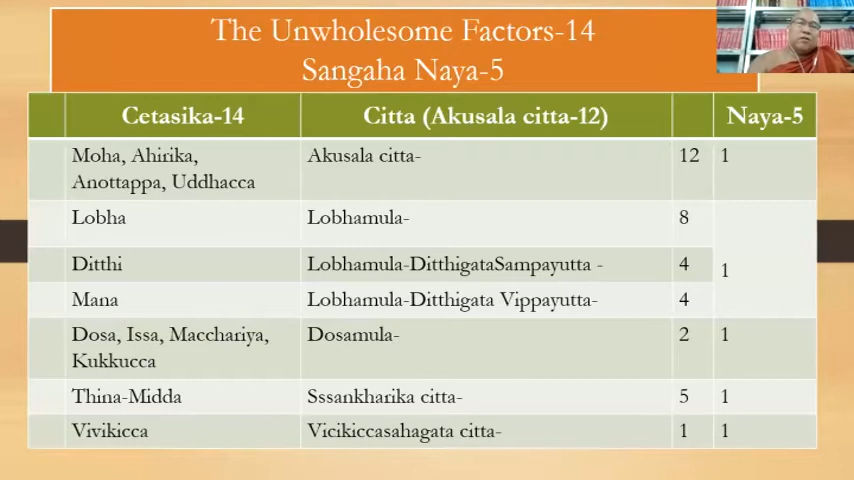 The Unwholesome Factors-14
Sangaha Naya-5
Cetasika-14 Citta (Akusala citta-12) Naya-5
Moha, Ahirika, Akusala citta- 12 1
Anottappa, Uddhacca
Lobha Lobhamula- 8
Ditthi Lobhamula-DitthigataSampayutta - 4
1
Mana Lobhamula-Ditthigata Vippayutta- 4
Dosa, Issa, Macchariya, Dosamula- 2 1
Kukkucca
Thina-Midda Sssankharika citta- 5 1
Vivikicca Vicikiccasahagata citta- 1 1